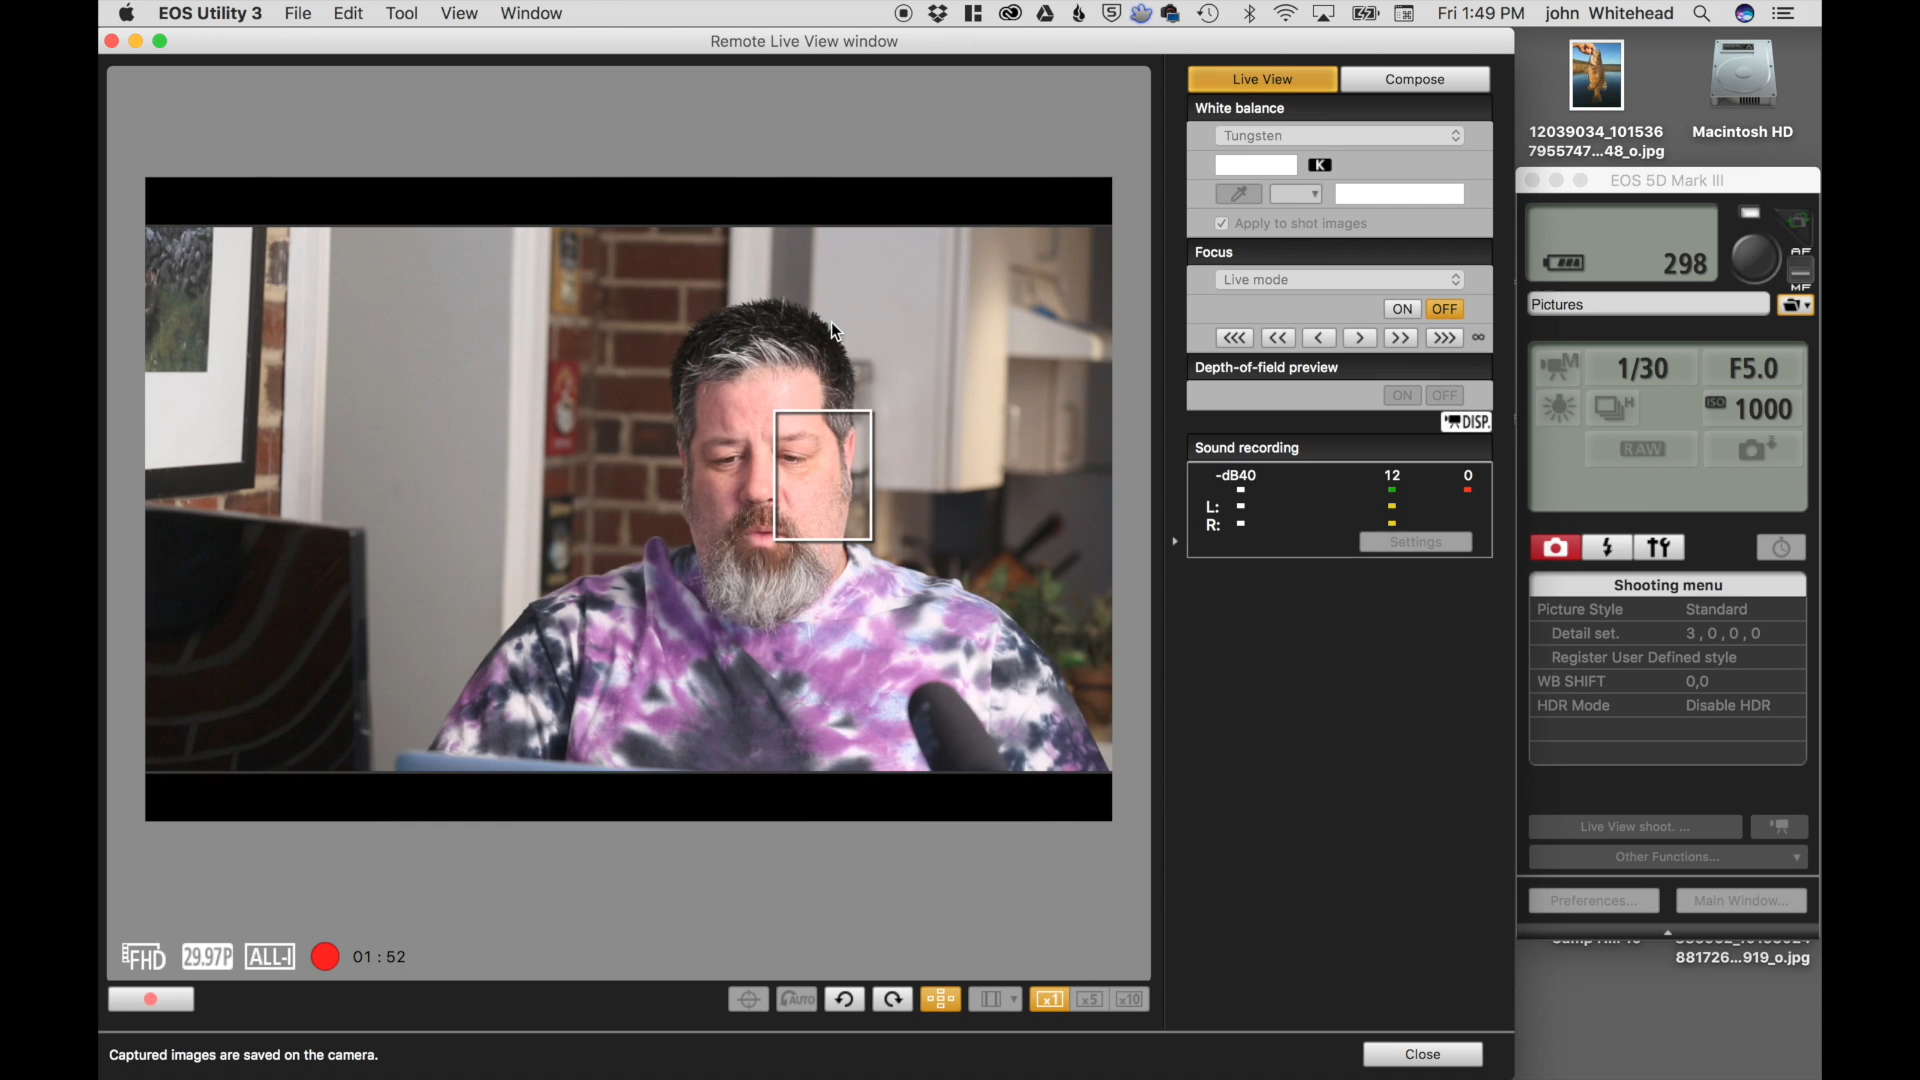 EOS Utility 3 File Edit Tool View Window
5 Fri 1:49 PM john Whitehead
Remote Live View window
Live View Compose
White balance
Tungsten
K
Apply to shot images
Focus
Live mode
ON OFF
<<< << < > >> >>> ∞
Depth-of-field preview
ON OFF
DISP.
Sound recording
-dB40 12 0
L:
R:
Settings
FHD 29.97P ALL-I 01 : 52
AUTO x1 x5 x10
Captured images are saved on the camera.
Close
12039034_101536
7955747...48_o.jpg
Macintosh HD
EOS 5D Mark III
298
AF
MF
Pictures
M 1/30 F5.0
H ISO 1000
RAW
Shooting menu
Picture Style Standard
Detail set. 3 , 0 , 0 , 0
Register User Defined style
WB SHIFT 0,0
HDR Mode Disable HDR
Live View shoot. ...
Other Functions...
Preferences... Main Window...
881726...919_o.jpg